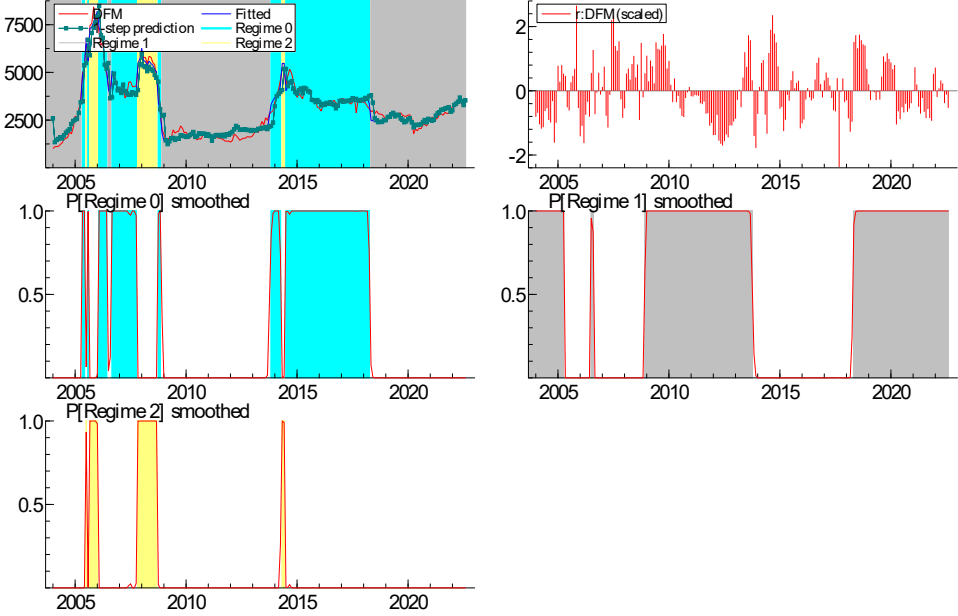 DFM Fitted
1-step prediction Regime 0
Regime 1 Regime 2
7500
5000
2500
2005 2010 2015 2020
r:DFM (scaled)
2
0
-2
2005 2010 2015 2020
P[Regime 0] smoothed
1.0
0.5
2005 2010 2015 2020
P[Regime 1] smoothed
1.0
0.5
2005 2010 2015 2020
P[Regime 2] smoothed
1.0
0.5
2005 2010 2015 2020